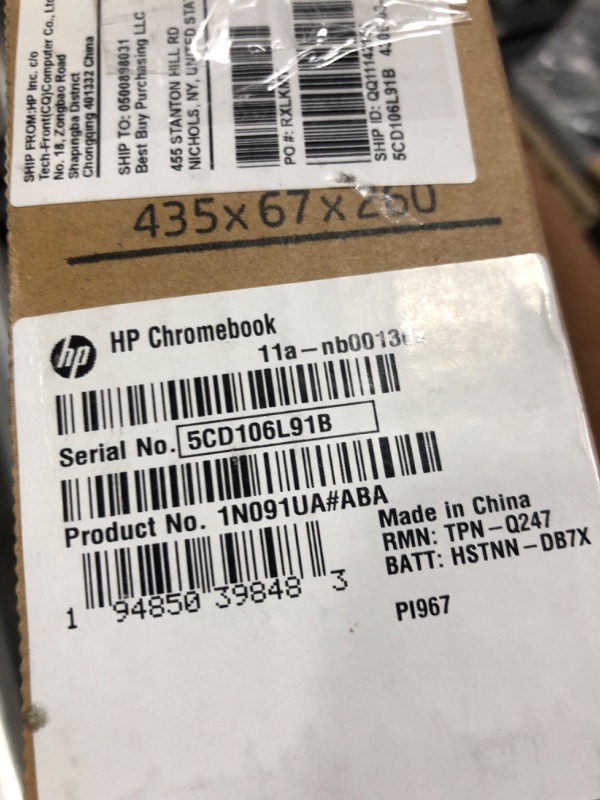 SHIP FROM:HP Inc. c/o
Tech-Front(CQ)Computer Co., Ltd
No. 18, Zongbao Road
Shapingba District
Chongqing 401332 China
SHIP TO: 0500898031
Best Buy Purchasing LLC
455 STANTON HILL RD
NICHOLS, NY, UNITED
PO #:
SHIP ID:
5CD106L91B
435x67x260
hp
HP Chromebook
11a-nb0013
Serial No. 5CD106L91B
Product No. 1N091UA#ABA
1 94850 39848 3
Made in China
RMN: TPN-Q247
BATT: HSTNN-DB7X
PI967